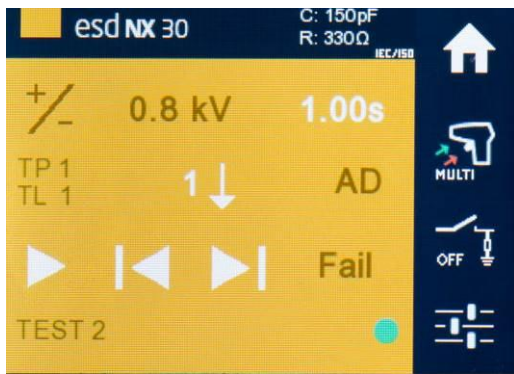 esd NX 30
C: 150pF
R: 330Ω
IEC/ISO
+/-
0.8 kV
1.00s
TP 1
TL 1
1↓
AD
MULTI
Fail
OFF
TEST 2